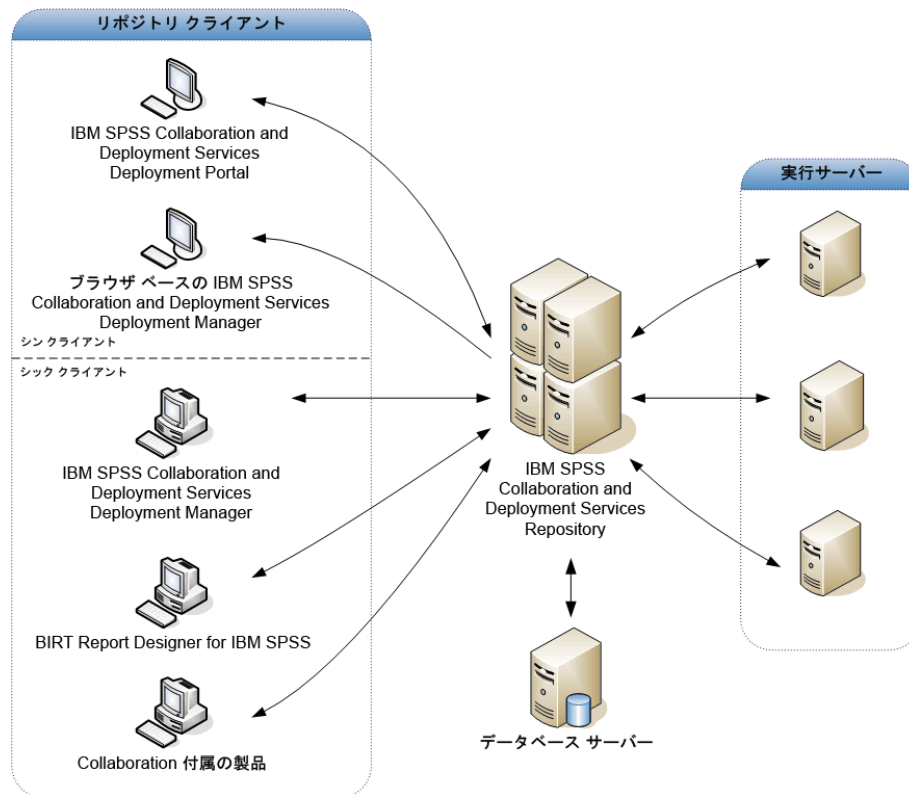 リポジトリ クライアント
IBM SPSS Collaboration and
Deployment Services
Deployment Portal
ブラウザ ベースの IBM SPSS
Collaboration and Deployment Services
Deployment Manager
シン クライアント
シック クライアント
IBM SPSS Collaboration and
Deployment Services
Deployment Manager
BIRT Report Designer for IBM SPSS
Collaboration 付属の製品
IBM SPSS
Collaboration and
Deployment Services
Repository
データベース サーバー
実行サーバー